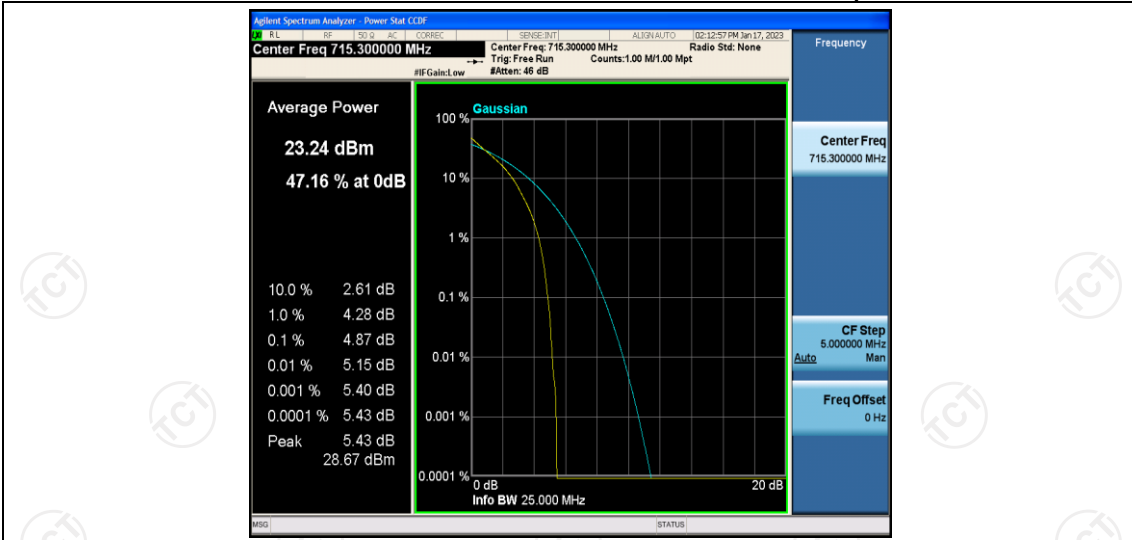 Agilent Spectrum Analyzer - Power Stat CCDF
LXI RL RF 50 Ω AC CORREC SENSE:INT ALIGN AUTO 02:12:57 PM Jan 17, 2023
Center Freq 715.300000 MHz
Center Freq: 715.300000 MHz Radio Std: None
Trig: Free Run Counts:1.00 M/1.00 Mpt
#IFGain:Low #Atten: 46 dB
Frequency
Average Power
23.24 dBm
47.16 % at 0dB
10.0 % 2.61 dB
1.0 % 4.28 dB
0.1 % 4.87 dB
0.01 % 5.15 dB
0.001 % 5.40 dB
0.0001 % 5.43 dB
Peak 5.43 dB
28.67 dBm
Gaussian
100 %
10 %
1 %
0.1 %
0.01 %
0.001 %
0.0001 %
0 dB 20 dB
Info BW 25.000 MHz
Center Freq
715.300000 MHz
CF Step
5.000000 MHz
Auto Man
Freq Offset
0 Hz
MSG STATUS
TCT
TCT
TCT
TCT
TCT
TCT